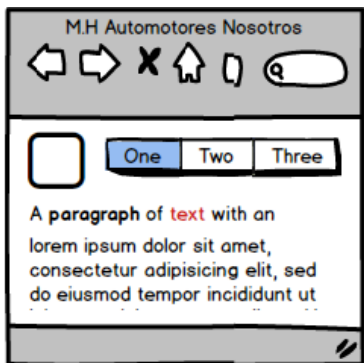 M.H Automotores Nosotros
One Two Three
A paragraph of text with an
lorem ipsum dolor sit amet,
consectetur adipisicing elit, sed
do eiusmod tempor incididunt ut